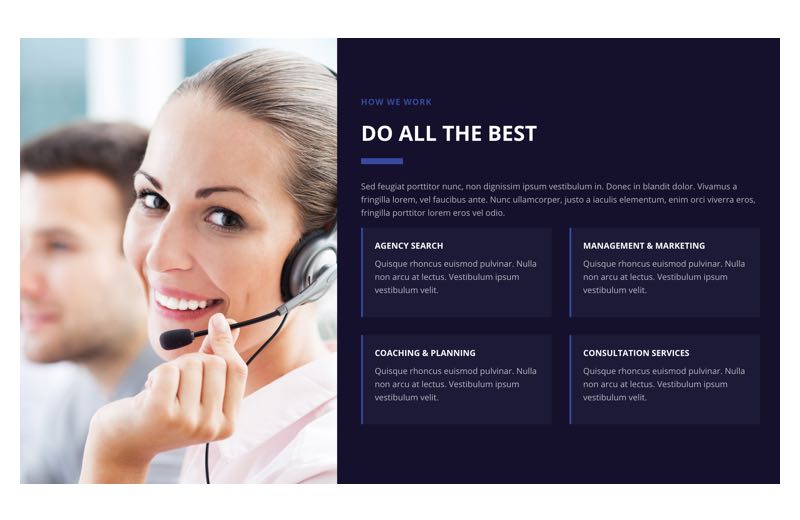 HOW WE WORK
DO ALL THE BEST
Sed feugiat porttitor nunc, non dignissim ipsum vestibulum in. Donec in blandit dolor. Vivamus a
fringilla lorem, vel faucibus ante. Nunc ullamcorper, justo a iaculis elementum, enim orci viverra eros,
fringilla porttitor lorem eros vel odio.
AGENCY SEARCH
Quisque rhoncus euismod pulvinar. Nulla
non arcu at lectus. Vestibulum ipsum
vestibulum velit.
MANAGEMENT & MARKETING
Quisque rhoncus euismod pulvinar. Nulla
non arcu at lectus. Vestibulum ipsum
vestibulum velit.
COACHING & PLANNING
Quisque rhoncus euismod pulvinar. Nulla
non arcu at lectus. Vestibulum ipsum
vestibulum velit.
CONSULTATION SERVICES
Quisque rhoncus euismod pulvinar. Nulla
non arcu at lectus. Vestibulum ipsum
vestibulum velit.